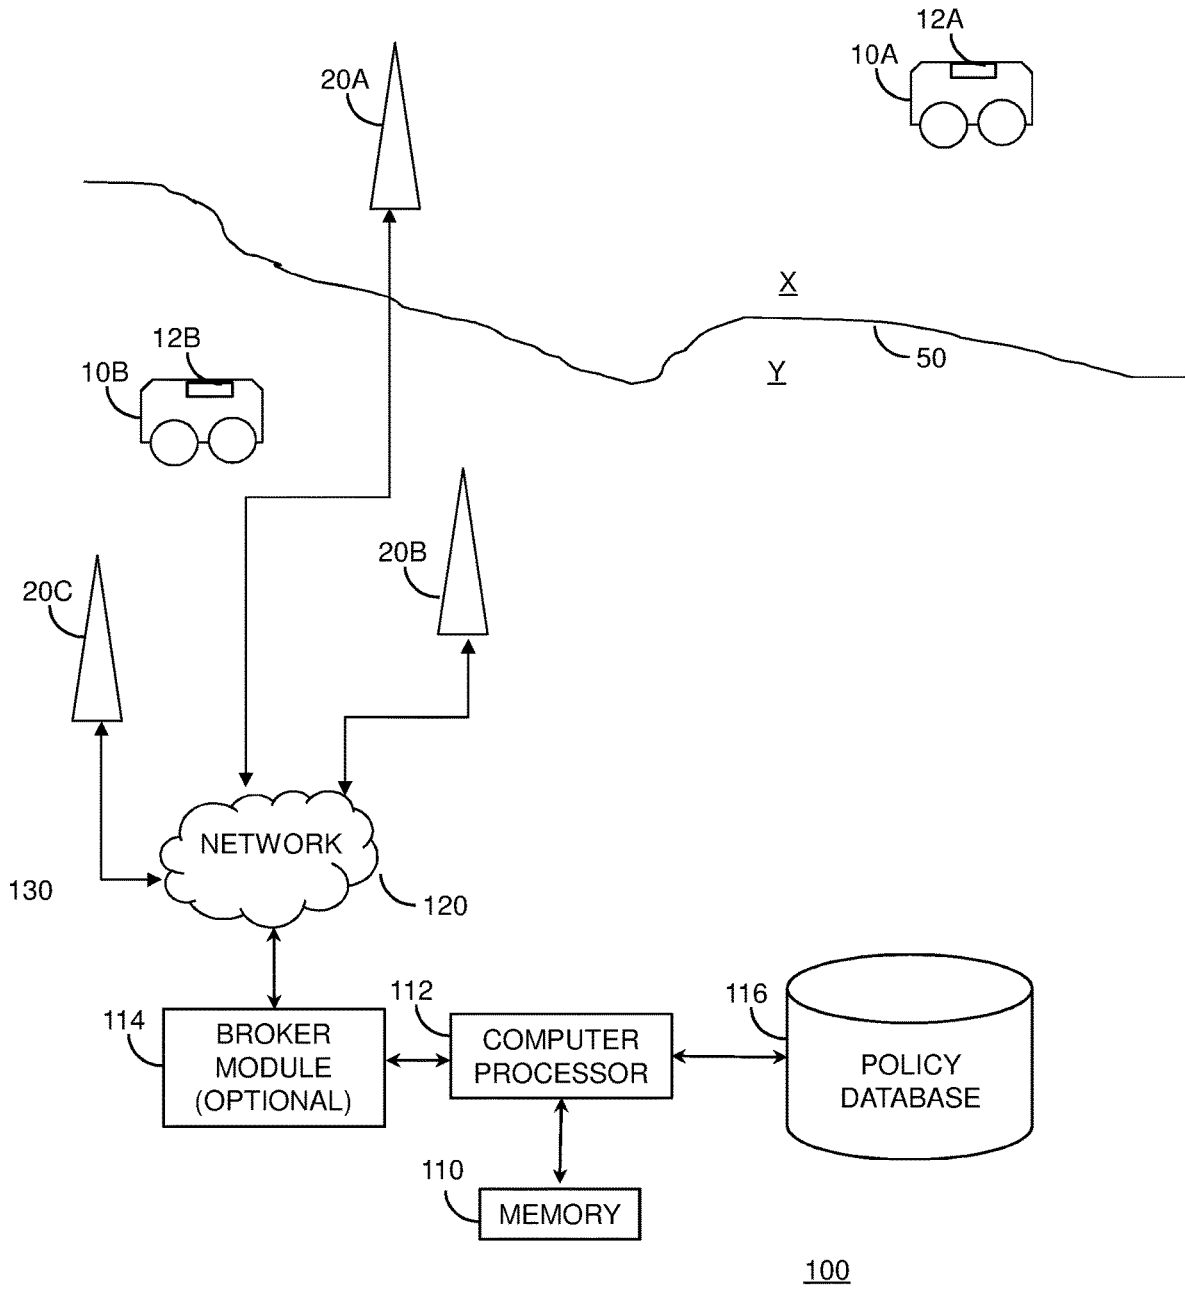 12A
10A
20A
X
12B
50
10B
Y
20B
20C
NETWORK
130
120
112
116
114
BROKER
MODULE
(OPTIONAL)
COMPUTER
PROCESSOR
POLICY
DATABASE
110
MEMORY
100